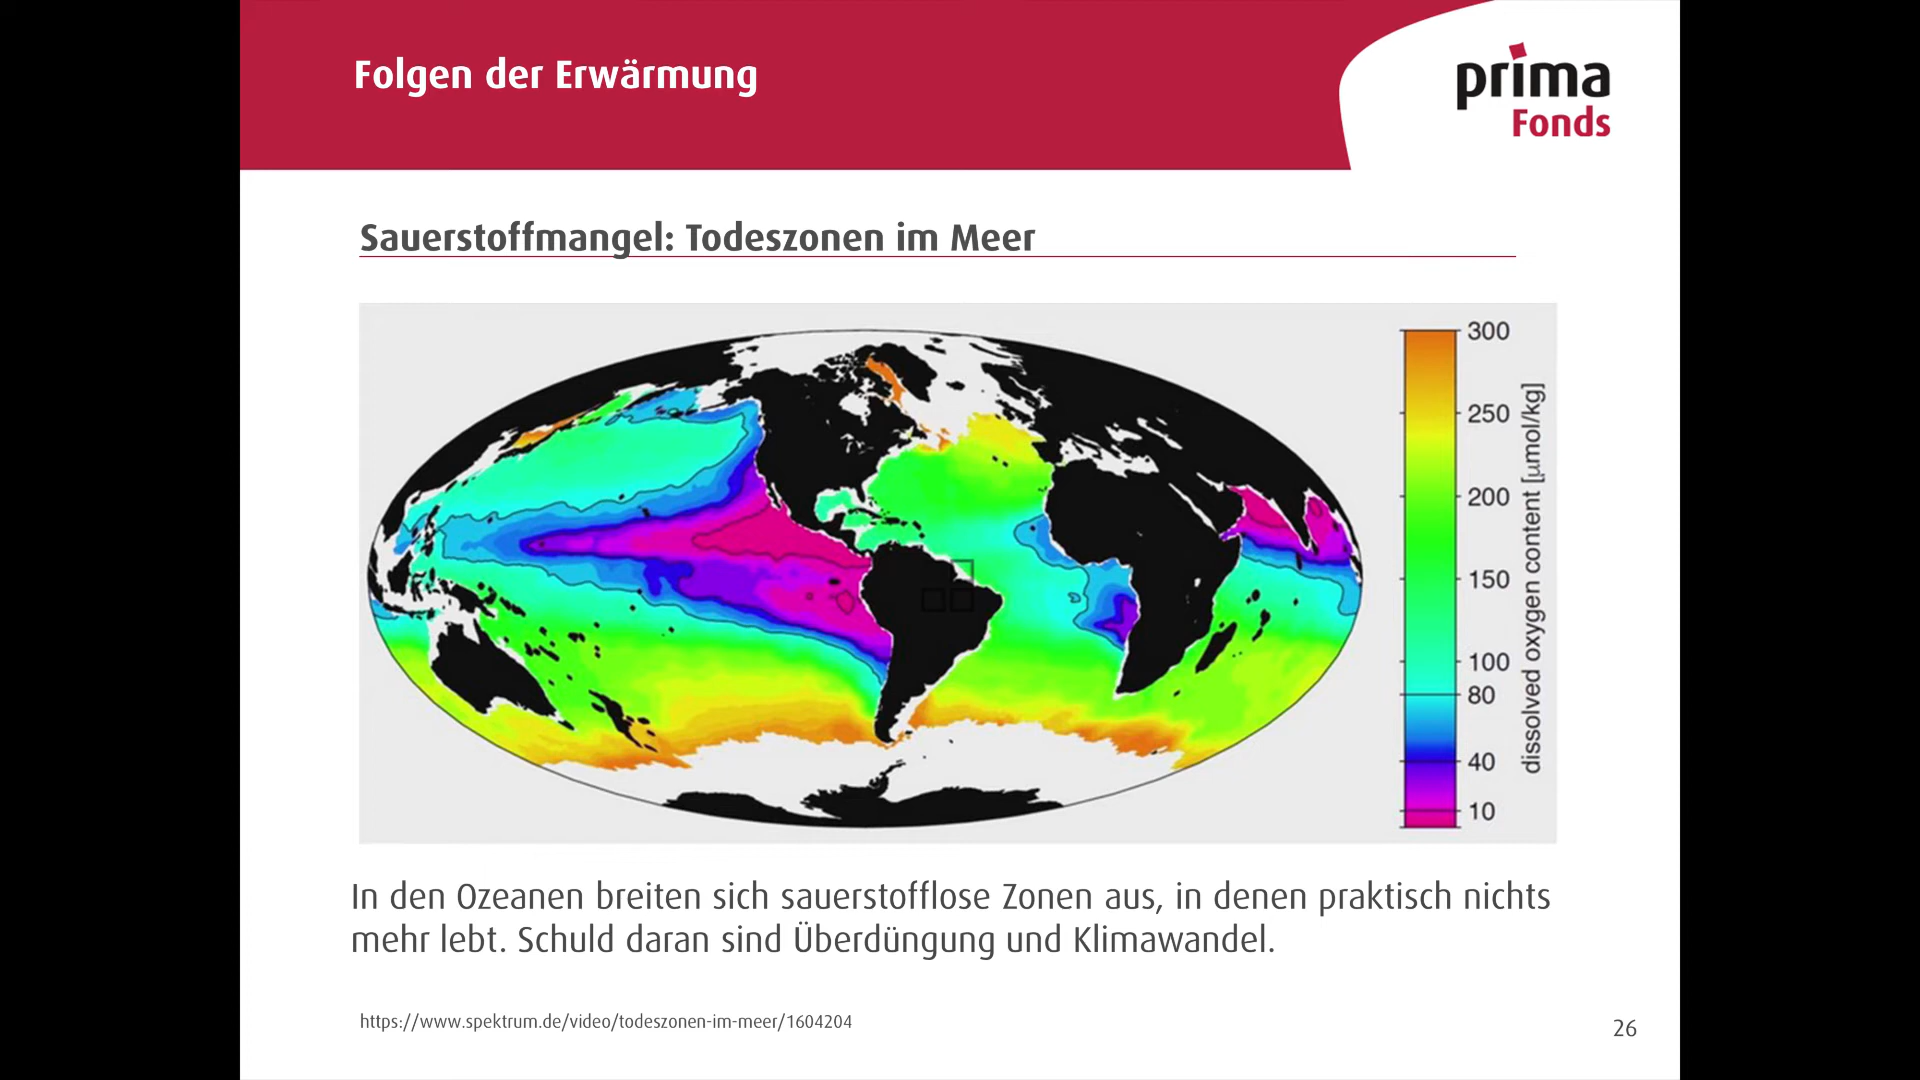 Folgen der Erwärmung
prima
Fonds
Sauerstoffmangel: Todeszonen im Meer
300
250
200
150
100
80
40
10
dissolved oxygen content [µmol/kg]
In den Ozeanen breiten sich sauerstofflose Zonen aus, in denen praktisch nichts
mehr lebt. Schuld daran sind Überdüngung und Klimawandel.
https://www.spektrum.de/video/todeszonen-im-meer/1604204
26